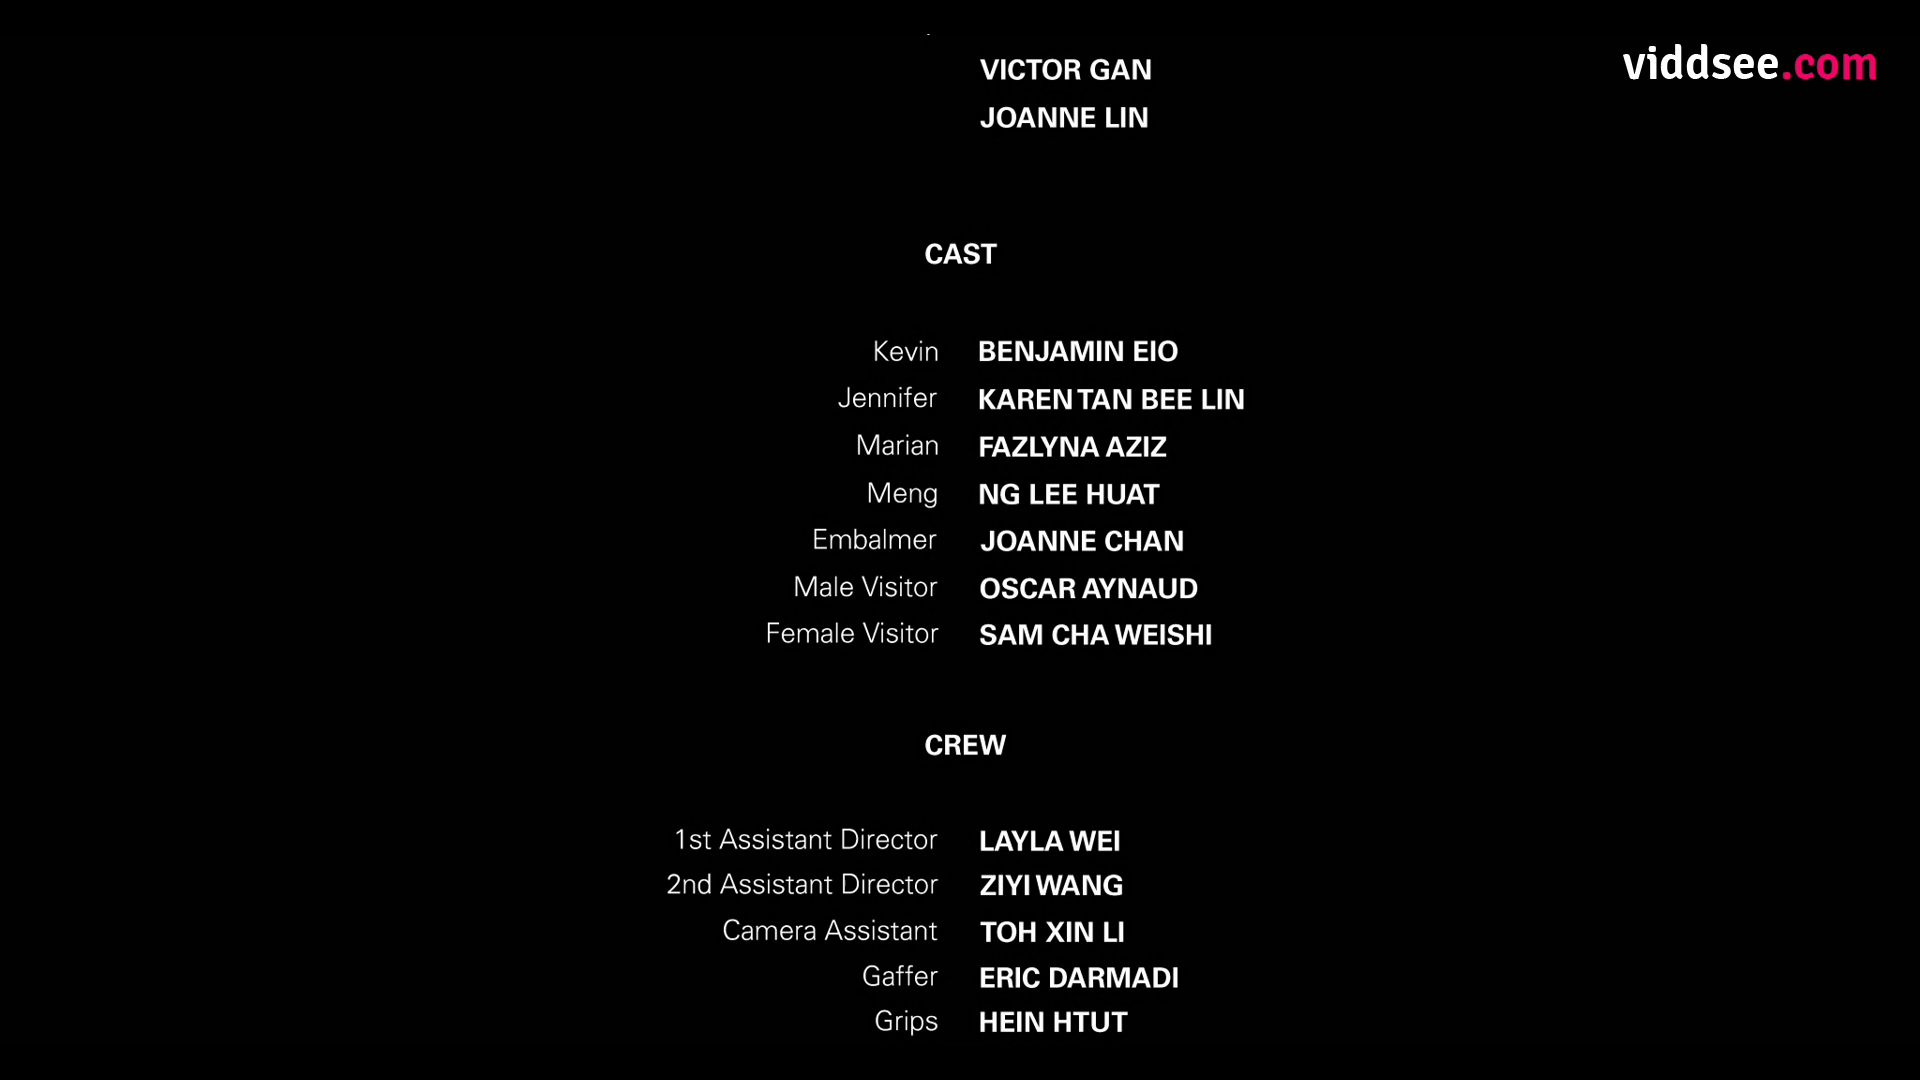 viddsee.com
VICTOR GAN
JOANNE LIN
CAST
Kevin BENJAMIN EIO
Jennifer KAREN TAN BEE LIN
Marian FAZLYNA AZIZ
Meng NG LEE HUAT
Embalmer JOANNE CHAN
Male Visitor OSCAR AYNAUD
Female Visitor SAM CHA WEISHI
CREW
1st Assistant Director LAYLA WEI
2nd Assistant Director ZIYI WANG
Camera Assistant TOH XIN LI
Gaffer ERIC DARMADI
Grips HEIN HTUT